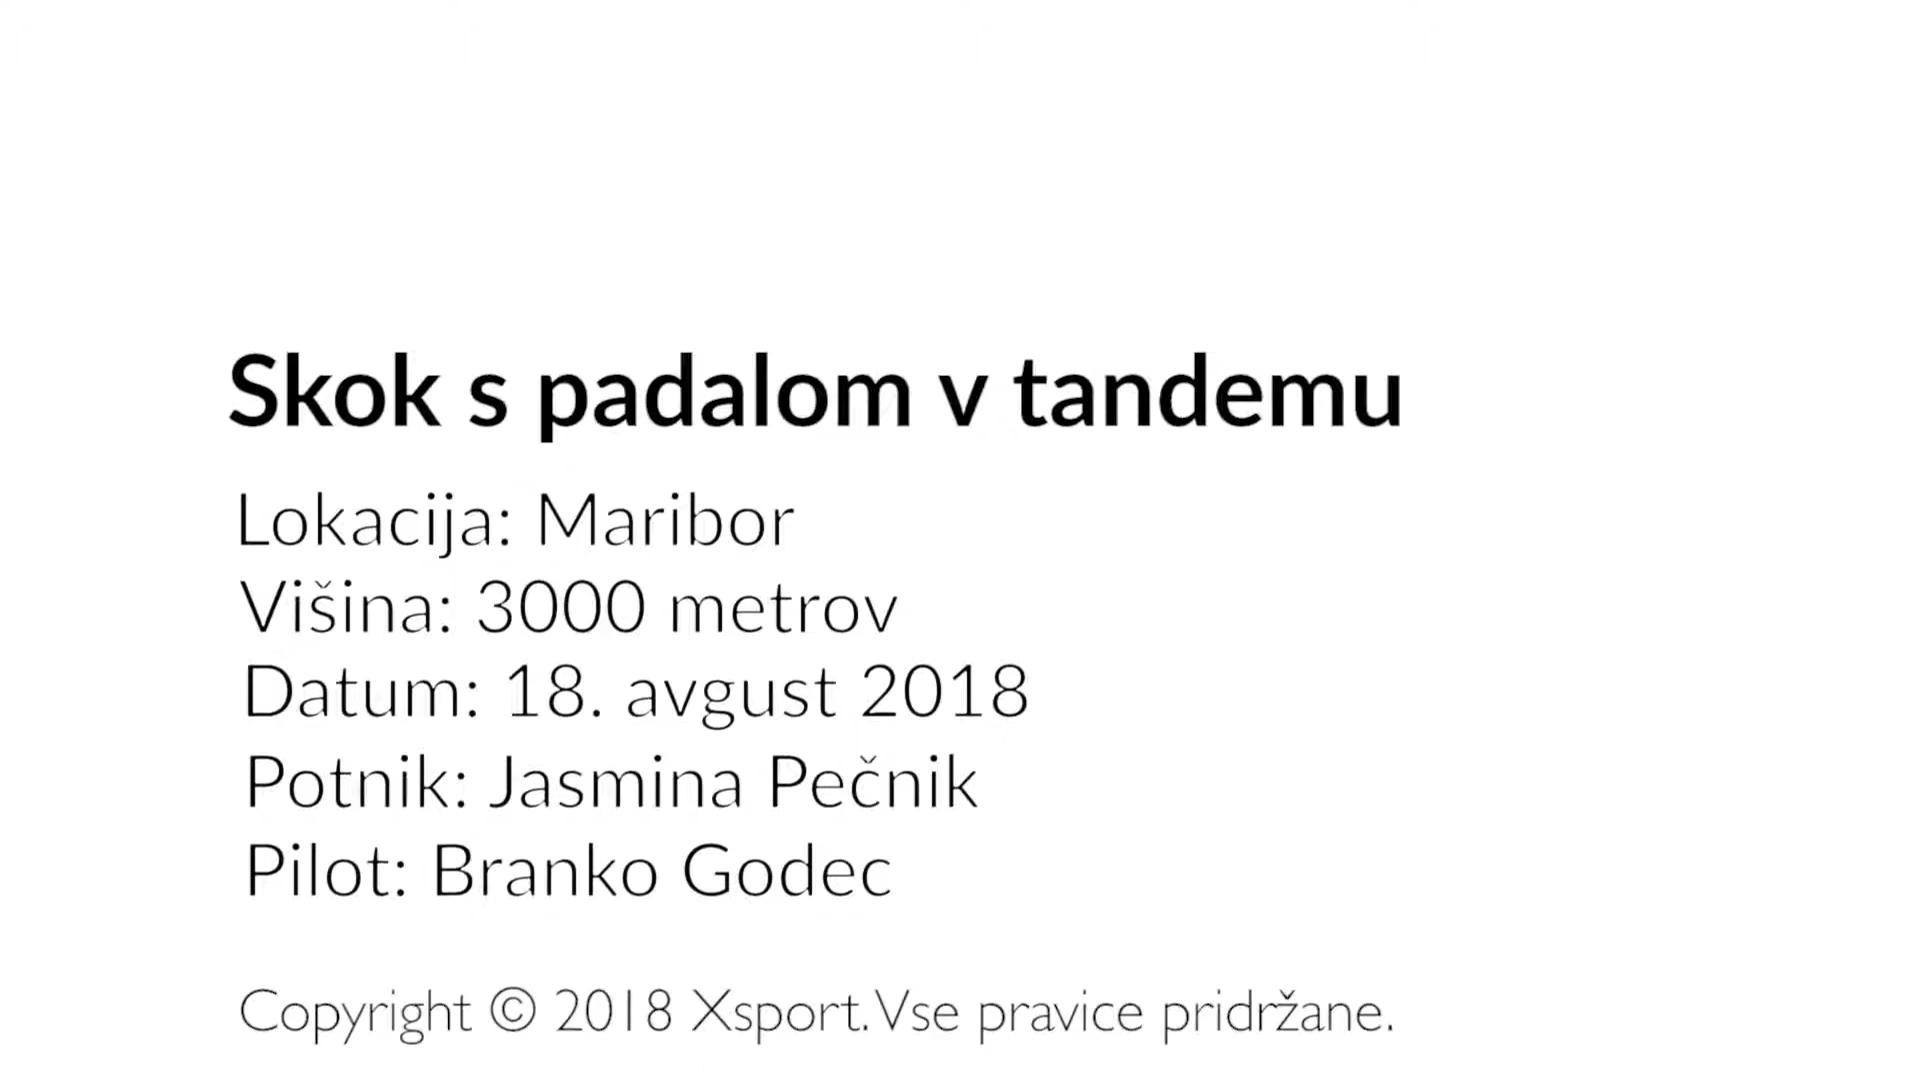 Skok s padalom v tandemu
Lokacija: Maribor
Višina: 3000 metrov
Datum: 18. avgust 2018
Potnik: Jasmina Pečnik
Pilot: Branko Godec
Copyright © 2018 Xsport. Vse pravice pridržane.